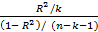 R²/k
(1− R²)/ (n−k−1)